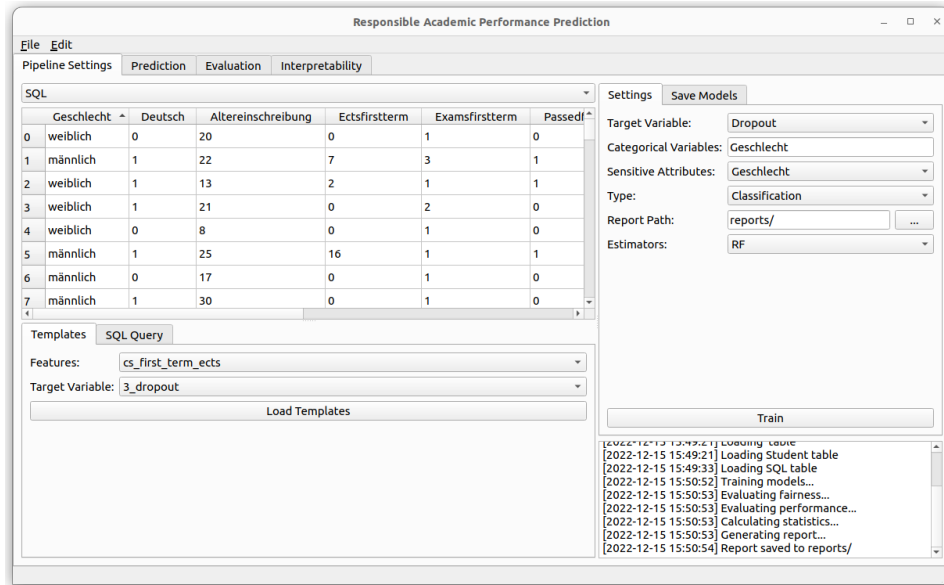 Responsible Academic Performance Prediction
File Edit
Pipeline Settings Prediction Evaluation Interpretability
SQL
Geschlecht Deutsch Altereinschreibung Ectsfirstterm Examsfirstterm
0 weiblich 0 20 0 1 0
1 männlich 1 22 7 3 1
2 weiblich 1 13 2 1 1
3 weiblich 1 21 0 2 0
4 weiblich 0 8 0 1 0
5 männlich 1 25 16 1 1
6 männlich 0 17 0 1 0
7 männlich 1 30 0 1 0
Templates SQL Query
Features: cs_first_term_ects
Target Variable: 3_dropout
Load Templates
Settings Save Models
Target Variable: Dropout
Categorical Variables: Geschlecht
Sensitive Attributes: Geschlecht
Type: Classification
Report Path: reports/ ...
Estimators: RF
Train
[2022-12-15 15:49:21] Loading table
[2022-12-15 15:49:21] Loading Student table
[2022-12-15 15:49:33] Loading SQL table
[2022-12-15 15:50:52] Training models...
[2022-12-15 15:50:53] Evaluating fairness...
[2022-12-15 15:50:53] Evaluating performance...
[2022-12-15 15:50:53] Calculating statistics...
[2022-12-15 15:50:53] Generating report...
[2022-12-15 15:50:54] Report saved to reports/